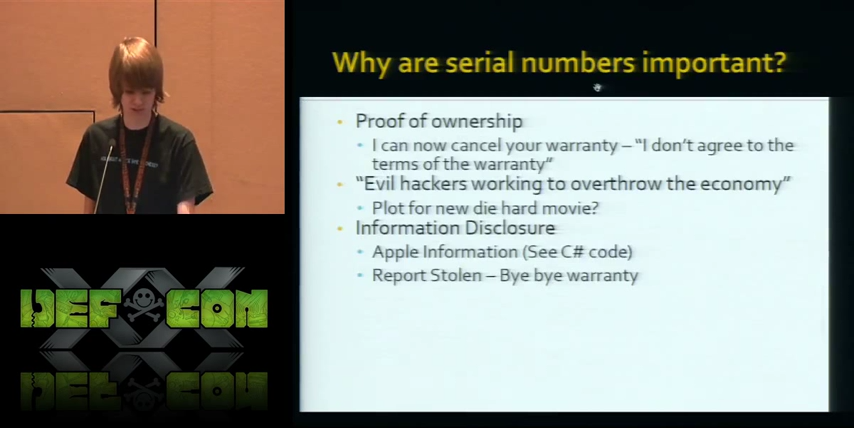 Why are serial numbers important?
• Proof of ownership
• I can now cancel your warranty – "I don't agree to the
terms of the warranty"
• "Evil hackers working to overthrow the economy"
• Plot for new die hard movie?
• Information Disclosure
• Apple Information (See C# code)
• Report Stolen – Bye bye warranty
DEF CON
XX